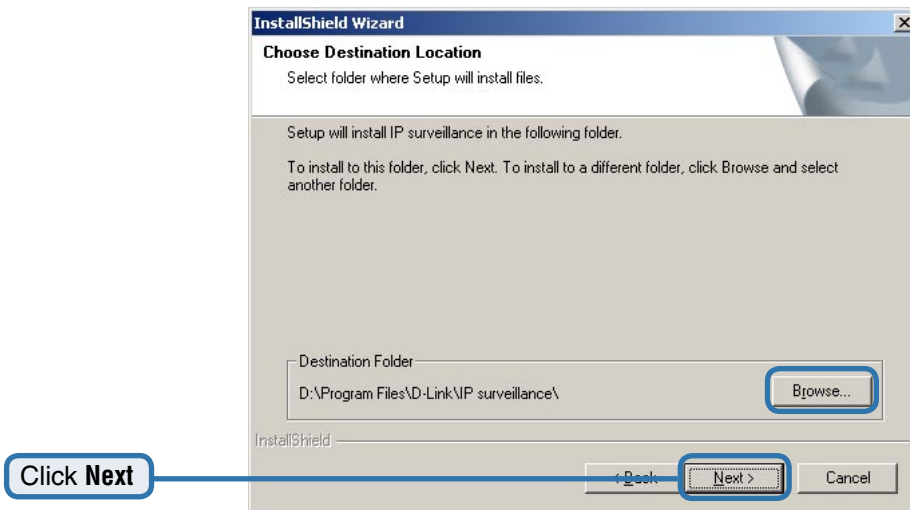 InstallShield Wizard
Choose Destination Location
Select folder where Setup will install files.
Setup will install IP surveillance in the following folder.
To install to this folder, click Next. To install to a different folder, click Browse and select
another folder.
Destination Folder
D:\Program Files\D-Link\IP surveillance\
Browse...
InstallShield
Click Next
< Back
Next >
Cancel